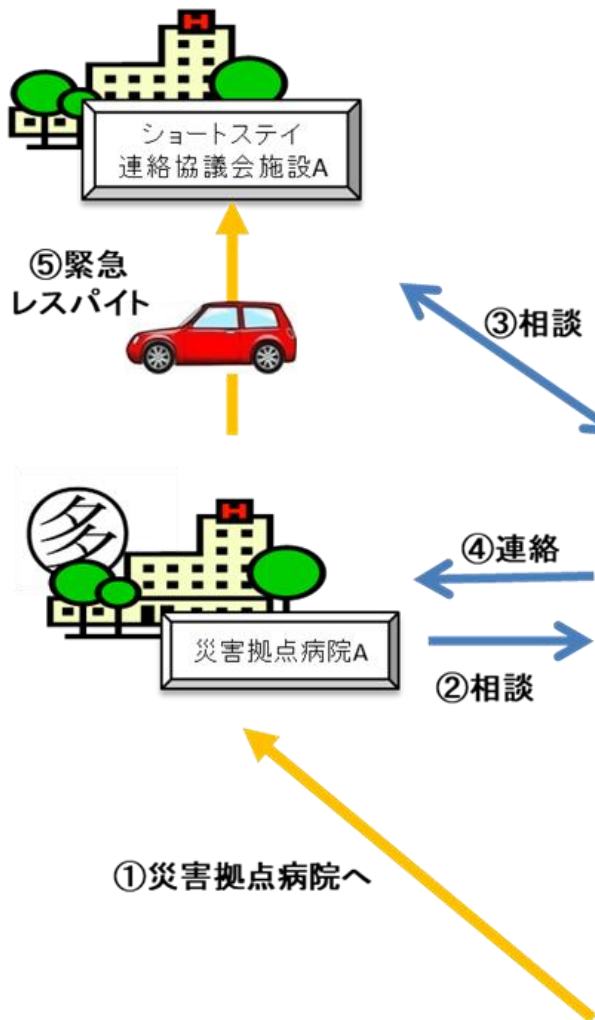 H
ショートステイ
連絡協議会施設A
⑤緊急
レスパイト
③相談
多
H
④連絡
災害拠点病院A
②相談
①災害拠点病院へ